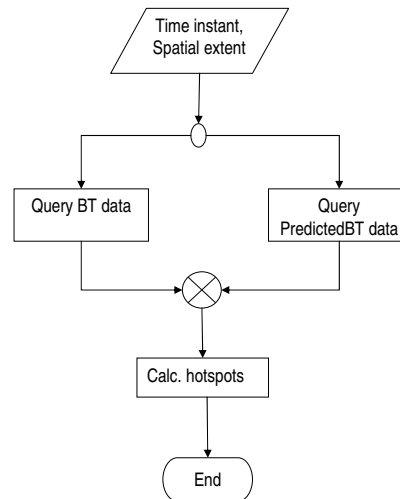 Time instant,
Spatial extent
Query BT data
Query
PredictedBT data
Calc. hotspots
End